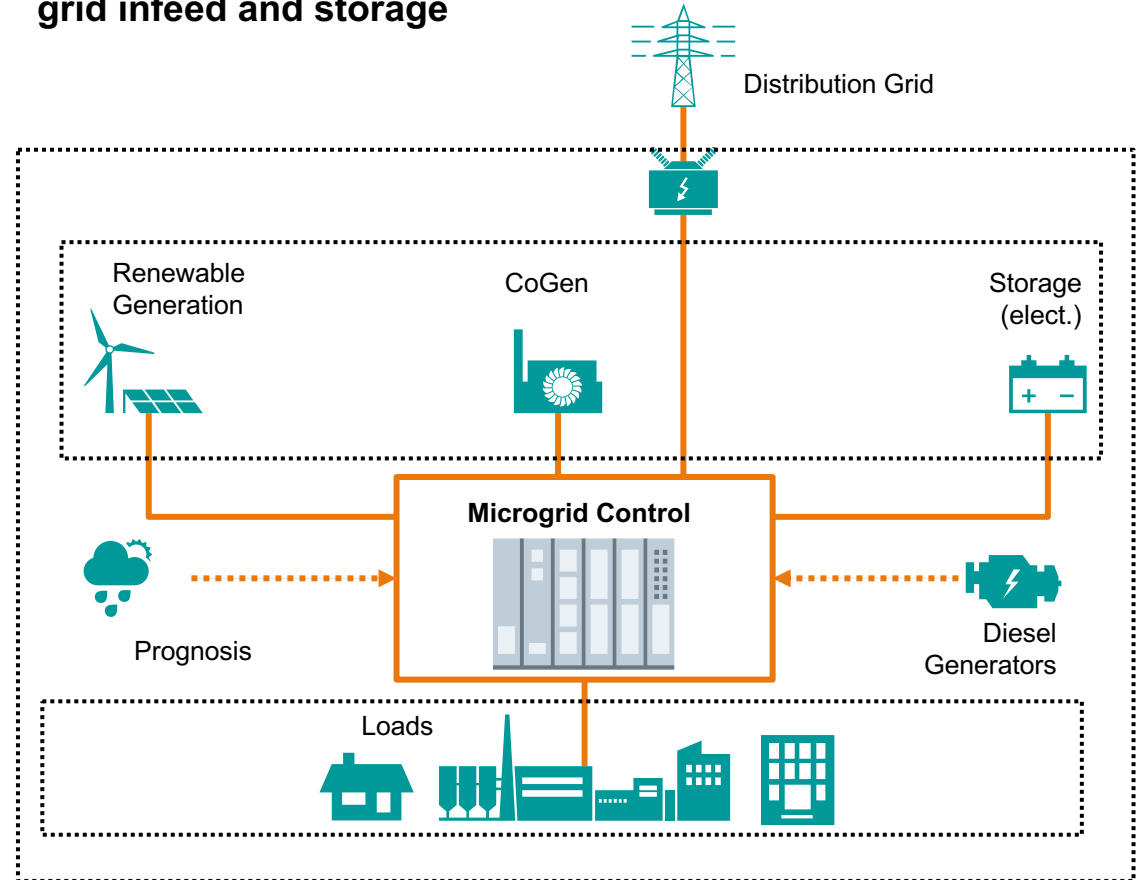 grid infeed and storage
Distribution Grid
Renewable
Generation
CoGen
Storage
(elect.)
Microgrid Control
Prognosis
Diesel
Generators
Loads